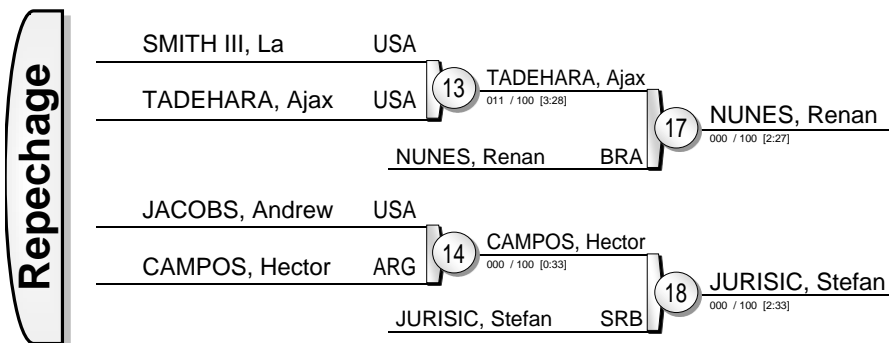 Repechage
SMITH III, La USA
13
TADEHARA, Ajax
011 / 100 [3:28]
TADEHARA, Ajax USA
17
NUNES, Renan
000 / 100 [2:27]
NUNES, Renan BRA
JACOBS, Andrew USA
14
CAMPOS, Hector
000 / 100 [0:33]
CAMPOS, Hector ARG
18
JURISIC, Stefan
000 / 100 [2:33]
JURISIC, Stefan SRB